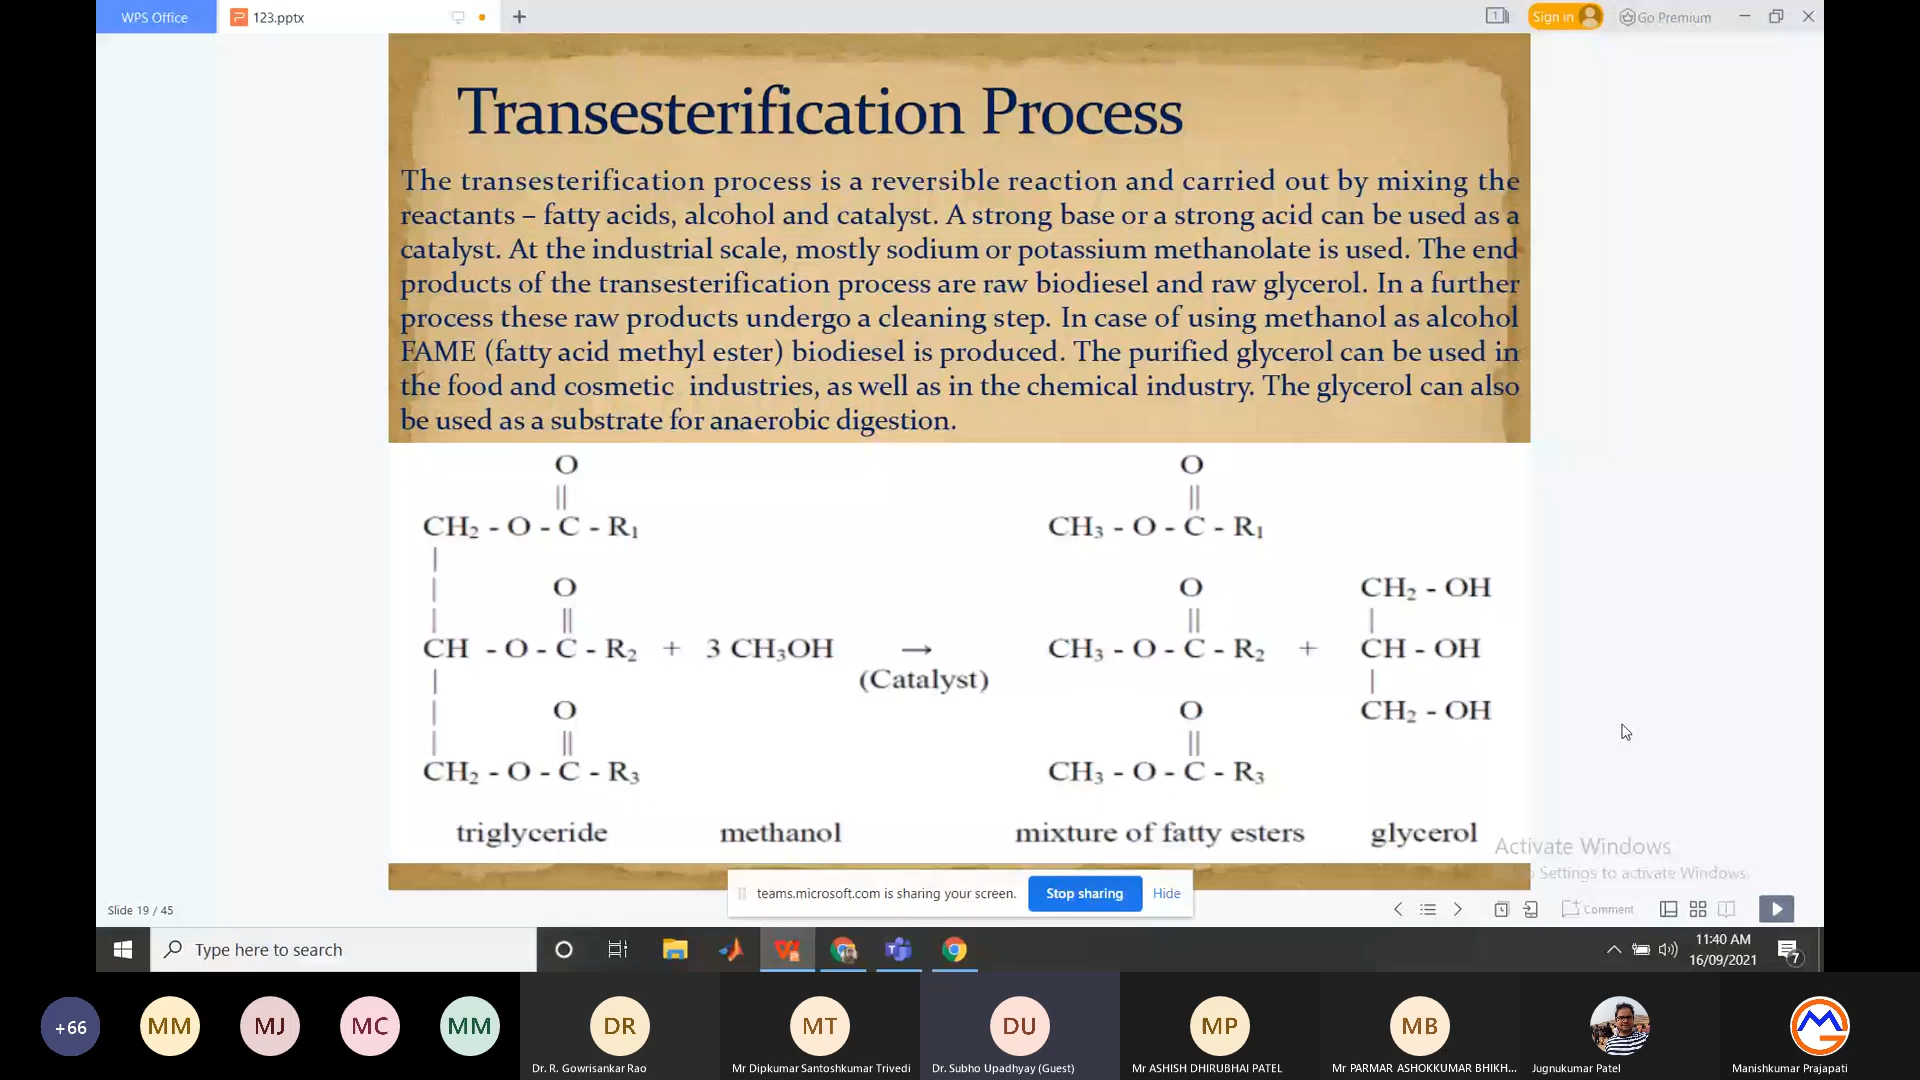 WPS Office
123.pptx
1
Sign in
Go Premium
Transesterification Process
The transesterification process is a reversible reaction and carried out by mixing the
reactants – fatty acids, alcohol and catalyst. A strong base or a strong acid can be used as a
catalyst. At the industrial scale, mostly sodium or potassium methanolate is used. The end
products of the transesterification process are raw biodiesel and raw glycerol. In a further
process these raw products undergo a cleaning step. In case of using methanol as alcohol
FAME (fatty acid methyl ester) biodiesel is produced. The purified glycerol can be used in
the food and cosmetic industries, as well as in the chemical industry. The glycerol can also
be used as a substrate for anaerobic digestion.
O O
|| ||
CH₂ - O - C - R₁ CH₃ - O - C - R₁
|
| O O CH₂ - OH
| || || |
CH - O - C - R₂ + 3 CH₃OH → CH₃ - O - C - R₂ + CH - OH
| (Catalyst) |
| O O CH₂ - OH
| || ||
CH₂ - O - C - R₃ CH₃ - O - C - R₃
triglyceride methanol mixture of fatty esters glycerol
Activate Windows
Settings to activate Windows.
teams.microsoft.com is sharing your screen. Stop sharing Hide
Slide 19 / 45
Comment
Type here to search
11:40 AM
16/09/2021
7
+66 MM MJ MC MM DR MT DU MP MB
Dr. R. Gowrisankar Rao
Mr Dipkumar Santoshkumar Trivedi
Dr. Subho Upadhyay (Guest)
Mr ASHISH DHIRUBHAI PATEL
Mr PARMAR ASHOKKUMAR BHIKH...
Jugnukumar Patel
Manishkumar Prajapati